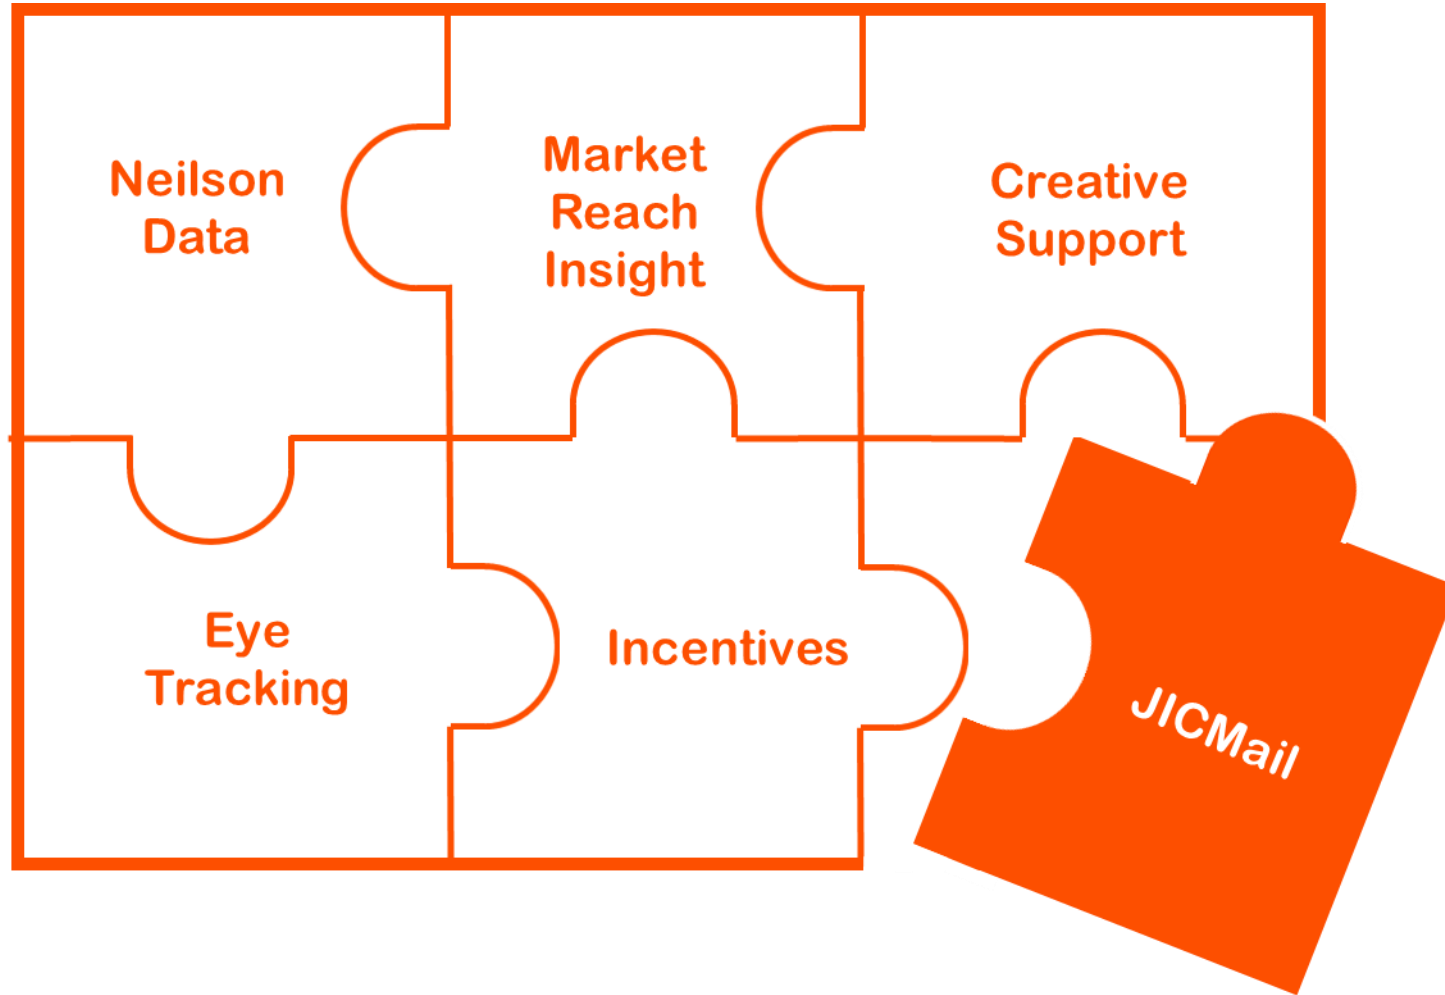 Neilson
Data
Market
Reach
Insight
Creative
Support
Eye
Tracking
Incentives
JICMail